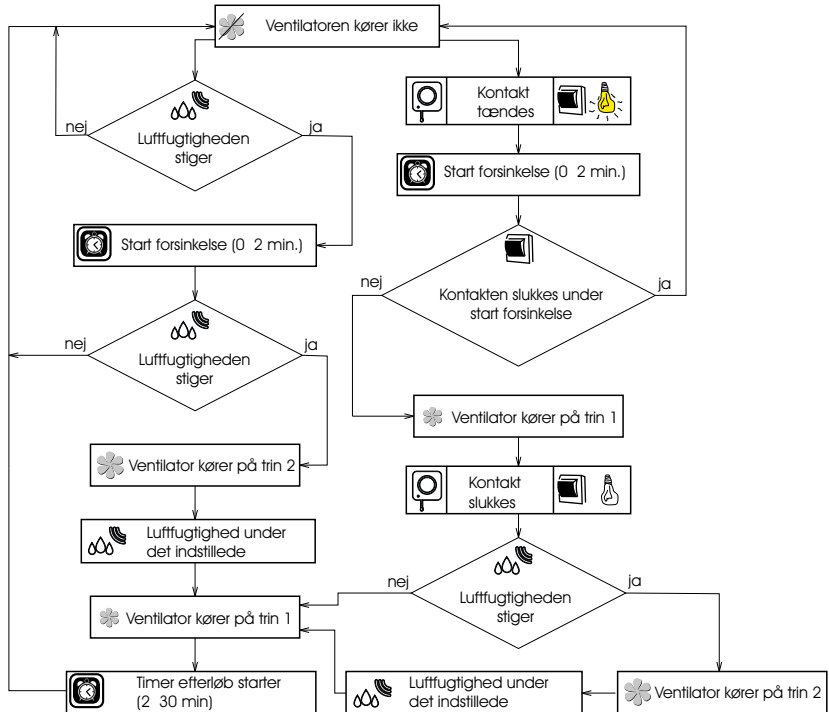 Ventilatoren kører ikke
Luftfugtigheden
stiger
nej
ja
Start forsinkelse (0 2 min.)
Luftfugtigheden
stiger
nej
ja
Ventilator kører på trin 2
Luftfugtighed under
det indstillede
Ventilator kører på trin 1
Timer efterløb starter
(2 30 min)
Kontakt
tændes
Start forsinkelse (0 2 min.)
nej
ja
Kontakten slukkes under
start forsinkelse
Ventilator kører på trin 1
Kontakt
slukkes
nej
ja
Luftfugtigheden
stiger
Luftfugtighed under
det indstillede
Ventilator kører på trin 2